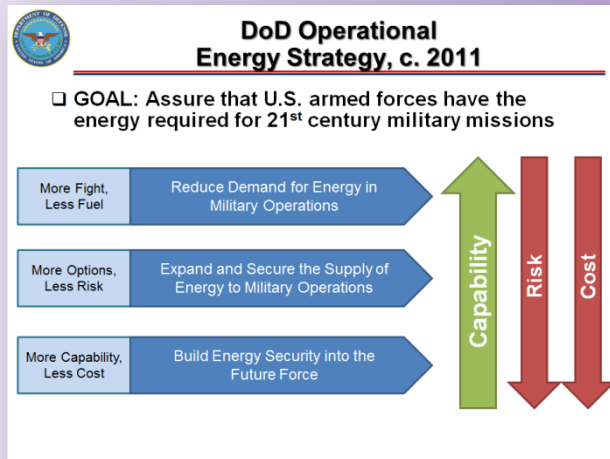 DoD Operational
Energy Strategy, c. 2011
GOAL: Assure that U.S. armed forces have the
energy required for 21st century military missions
More Fight,
Less Fuel
Reduce Demand for Energy in
Military Operations
More Options,
Less Risk
Expand and Secure the Supply of
Energy to Military Operations
More Capability,
Less Cost
Build Energy Security into the
Future Force
Capability
Risk
Cost